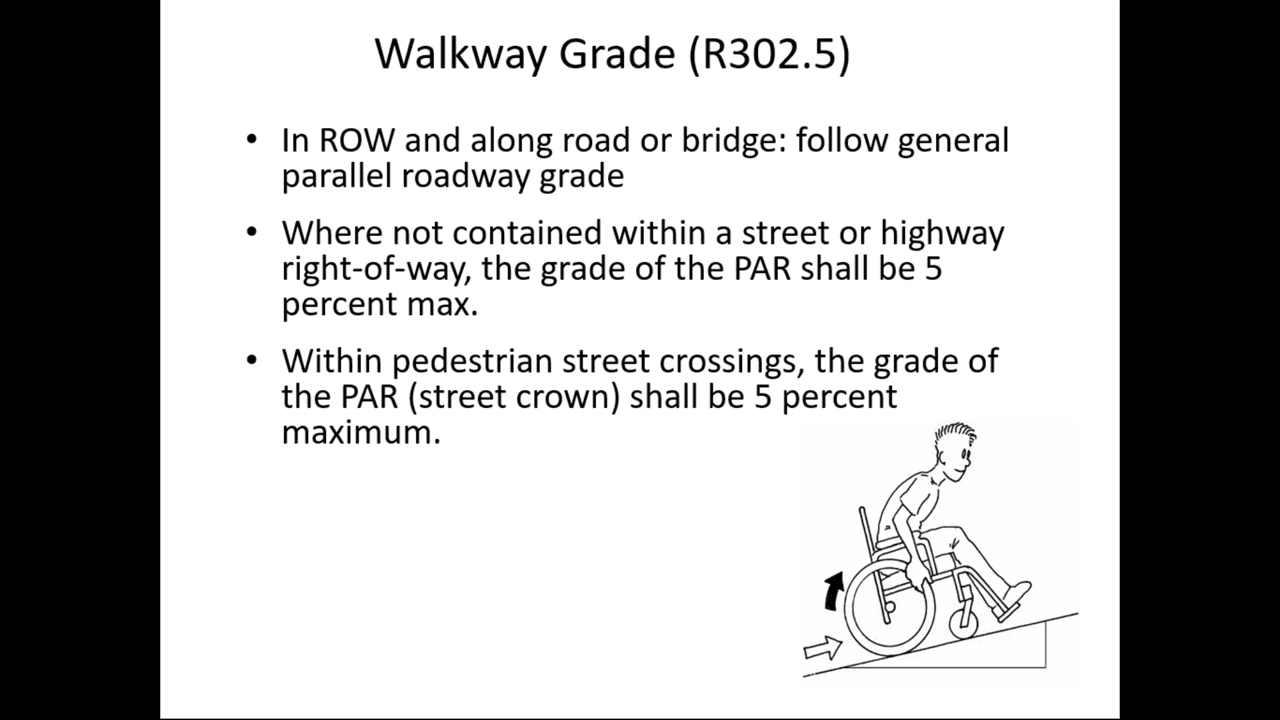 Walkway Grade (R302.5)
• In ROW and along road or bridge: follow general
parallel roadway grade
• Where not contained within a street or highway
right-of-way, the grade of the PAR shall be 5
percent max.
• Within pedestrian street crossings, the grade of
the PAR (street crown) shall be 5 percent
maximum.